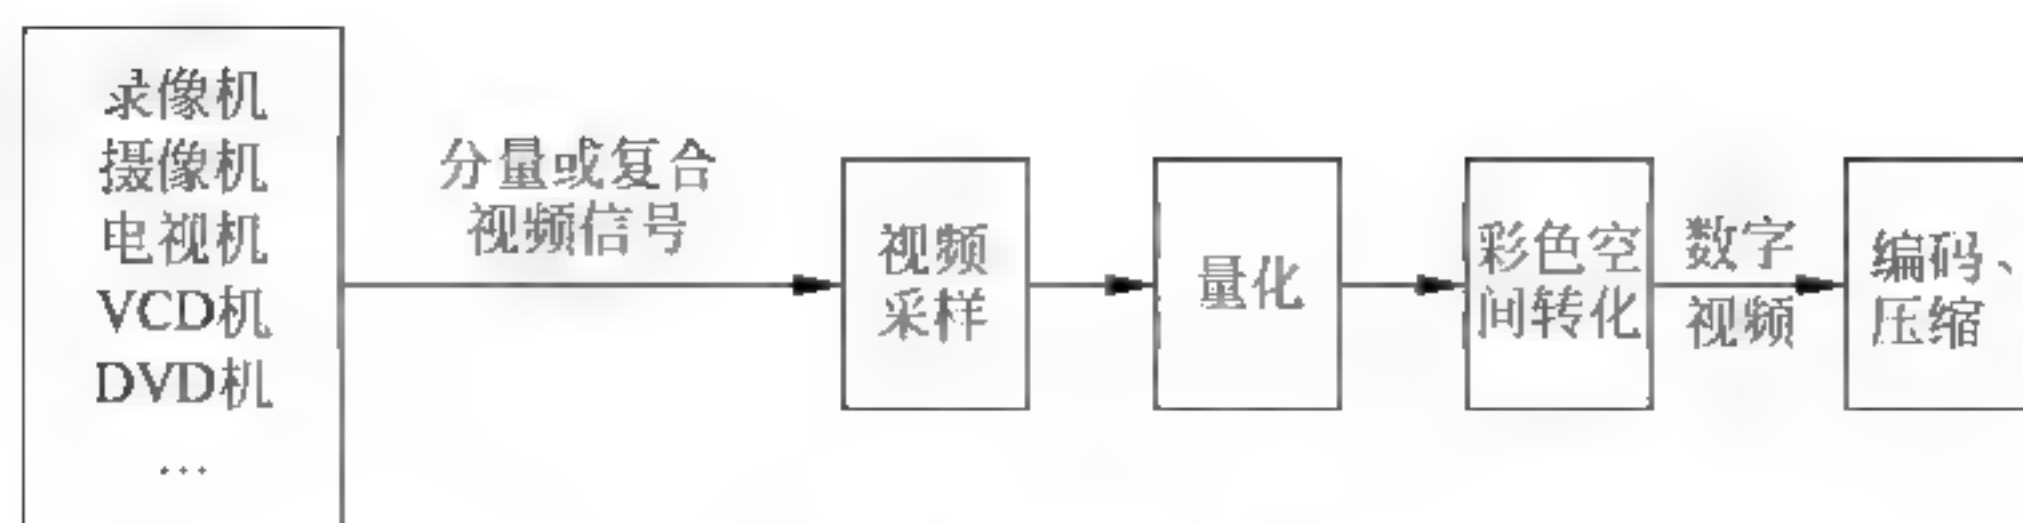 录像机
摄像机
电视机
VCD机
DVD机
…
分量或复合
视频信号
视频
采样
量化
彩色空
间转化
数字
视频
编码、
压缩